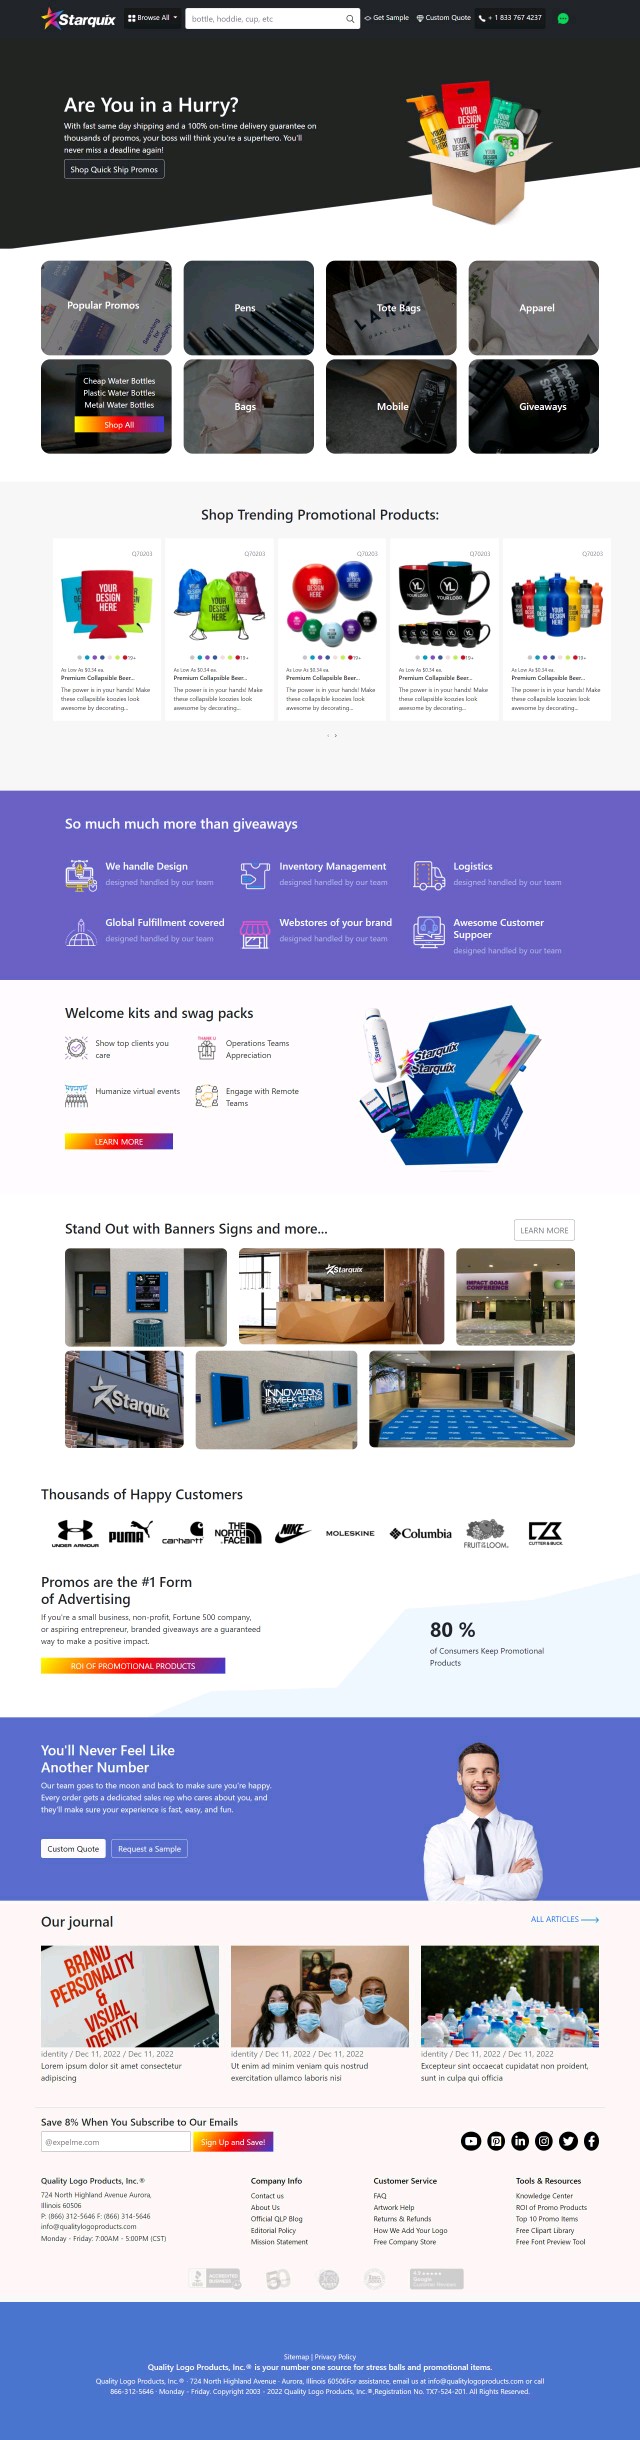 Starquix
Browse All
bottle, hoddie, cup, etc
Get Sample
Custom Quote
+ 1 833 767 4237
Are You in a Hurry?
With fast same day shipping and a 100% on-time delivery guarantee on
thousands of promos, your boss will think you're a superhero. You'll
never miss a deadline again!
Shop Quick Ship Promos
YOUR DESIGN HERE
Popular Promos
Pens
Tote Bags
Apparel
Cheap Water Bottles
Plastic Water Bottles
Metal Water Bottles
Shop All
Bags
Mobile
Giveaways
Shop Trending Promotional Products:
Q70203
Q70203
Q70203
Q70203
Q70203
YOUR
DESIGN
HERE
YL
YOUR LOGO
19+
19+
19+
19+
19+
As Low As $0.34 ea.
Premium Collapsible Beer...
The power is in your hands! Make
these collapsible koozies look
awesome by decorating...
As Low As $0.34 ea.
Premium Collapsible Beer...
The power is in your hands! Make
these collapsible koozies look
awesome by decorating...
As Low As $0.34 ea.
Premium Collapsible Beer...
The power is in your hands! Make
these collapsible koozies look
awesome by decorating...
As Low As $0.34 ea.
Premium Collapsible Beer...
The power is in your hands! Make
these collapsible koozies look
awesome by decorating...
As Low As $0.34 ea.
Premium Collapsible Beer...
The power is in your hands! Make
these collapsible koozies look
awesome by decorating...
So much much more than giveaways
We handle Design
designed handled by our team
Inventory Management
designed handled by our team
Logistics
designed handled by our team
Global Fulfillment covered
designed handled by our team
Webstores of your brand
designed handled by our team
Awesome Customer
Suppoer
designed handled by our team
Welcome kits and swag packs
Show top clients you
care
Operations Teams
Appreciation
Humanize virtual events
Engage with Remote
Teams
LEARN MORE
Starquix
Starquix
Starquix
Stand Out with Banners Signs and more...
LEARN MORE
Starquix
IMPACT GOALS
CONFERENCE
Starquix
INNOVATIONS
MEEK CENTER
Thousands of Happy Customers
UNDER ARMOUR
PUMA
carhartt
THE
NORTH
FACE
NIKE
MOLESKINE
Columbia
FRUIT OF THE LOOM
CUTTER & BUCK
Promos are the #1 Form
of Advertising
If you're a small business, non-profit, Fortune 500 company,
or aspiring entrepreneur, branded giveaways are a guaranteed
way to make a positive impact.
ROI OF PROMOTIONAL PRODUCTS
80 %
of Consumers Keep Promotional
Products
You'll Never Feel Like
Another Number
Our team goes to the moon and back to make sure you're happy.
Every order gets a dedicated sales rep who cares about you, and
they'll make sure your experience is fast, easy, and fun.
Custom Quote
Request a Sample
Our journal
ALL ARTICLES
BRAND
PERSONALITY
&
VISUAL
IDENTITY
identity / Dec 11, 2022 / Dec 11, 2022
Lorem ipsum dolor sit amet consectetur
adipiscing
identity / Dec 11, 2022 / Dec 11, 2022
Ut enim ad minim veniam quis nostrud
exercitation ullamco laboris nisi
identity / Dec 11, 2022 / Dec 11, 2022
Excepteur sint occaecat cupidatat non proident,
sunt in culpa qui officia
Save 8% When You Subscribe to Our Emails
@expelme.com
Sign Up and Save!
Quality Logo Products, Inc.®
724 North Highland Avenue Aurora,
Illinois 60506
P: (866) 312-5646 F: (866) 314-5646
info@qualitylogoproducts.com
Monday - Friday: 7:00AM - 5:00PM (CST)
Company Info
Contact us
About Us
Official QLP Blog
Editorial Policy
Mission Statement
Customer Service
FAQ
Artwork Help
Returns & Refunds
How We Add Your Logo
Free Company Store
Tools & Resources
Knowledge Center
ROI of Promo Products
Top 10 Promo Items
Free Clipart Library
Free Font Preview Tool
Sitemap | Privacy Policy
Quality Logo Products, Inc.® is your number one source for stress balls and promotional items.
Quality Logo Products, Inc.® · 724 North Highland Avenue · Aurora, Illinois 60506For assistance, email us at info@qualitylogoproducts.com or call
866-312-5646 · Monday - Friday. Copyright 2003 - 2022 Quality Logo Products, Inc.®,Registration No. TX7-524-201. All Rights Reserved.